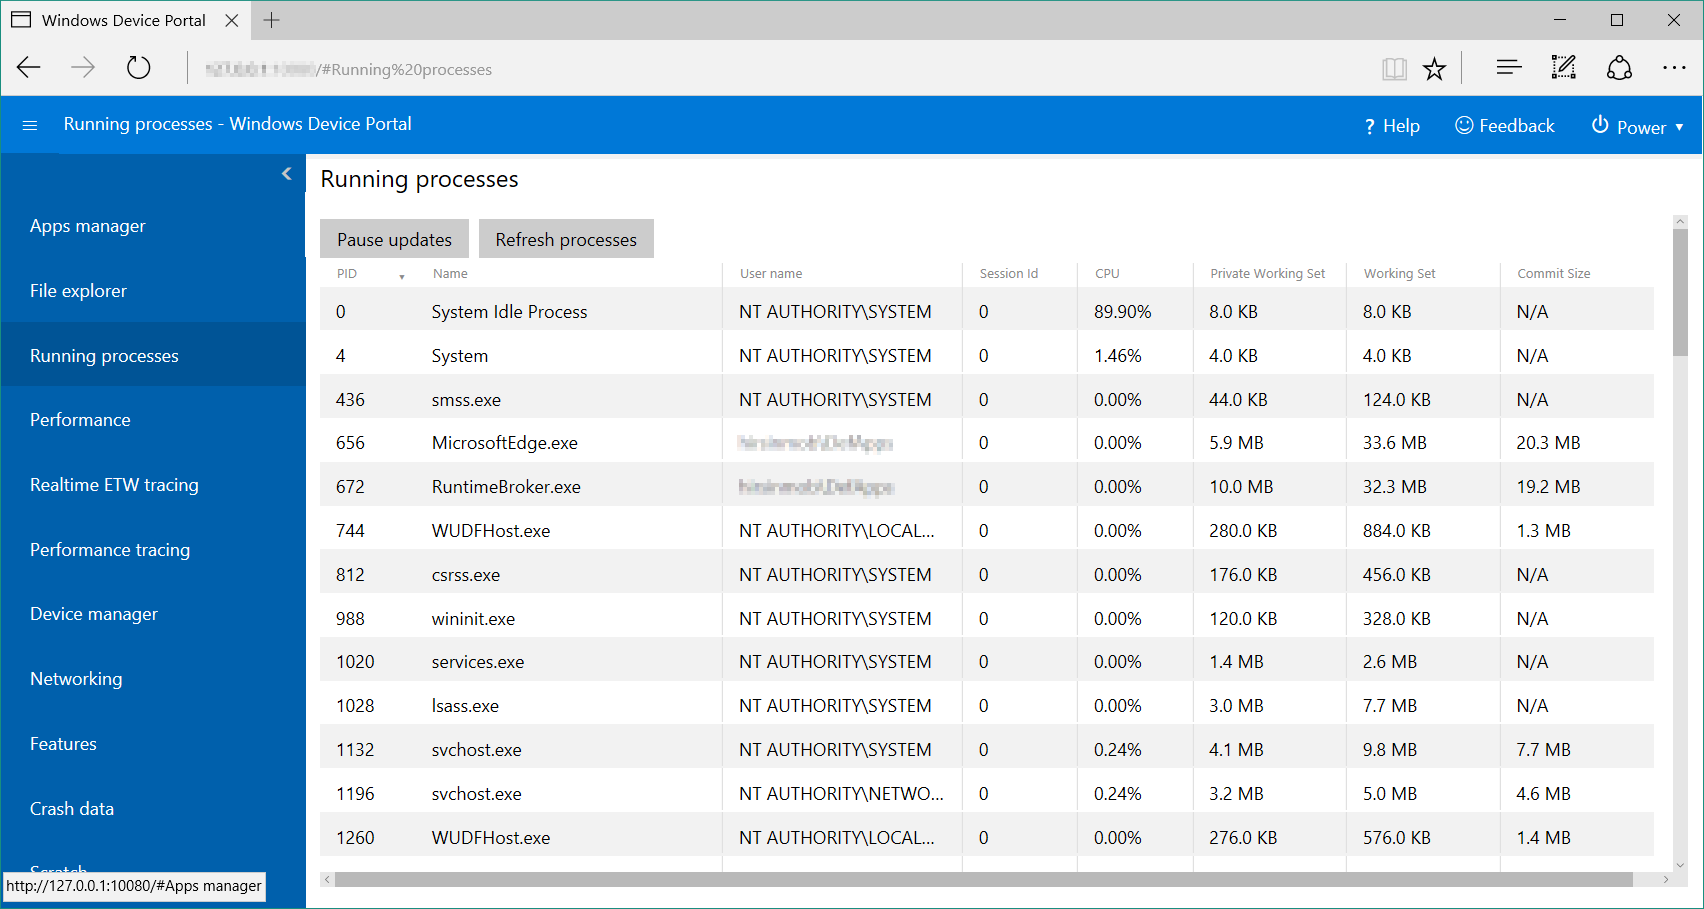 Windows Device Portal
/#Running%20processes
Running processes - Windows Device Portal
? Help
Feedback
Power
Apps manager
File explorer
Running processes
Performance
Realtime ETW tracing
Performance tracing
Device manager
Networking
Features
Crash data
Scratch
http://127.0.0.1:10080/#Apps manager
Running processes
Pause updates Refresh processes
PID Name User name Session Id CPU Private Working Set Working Set Commit Size
0 System Idle Process NT AUTHORITY\SYSTEM 0 89.90% 8.0 KB 8.0 KB N/A
4 System NT AUTHORITY\SYSTEM 0 1.46% 4.0 KB 4.0 KB N/A
436 smss.exe NT AUTHORITY\SYSTEM 0 0.00% 44.0 KB 124.0 KB N/A
656 MicrosoftEdge.exe 0 0.00% 5.9 MB 33.6 MB 20.3 MB
672 RuntimeBroker.exe 0 0.00% 10.0 MB 32.3 MB 19.2 MB
744 WUDFHost.exe NT AUTHORITY\LOCAL... 0 0.00% 280.0 KB 884.0 KB 1.3 MB
812 csrss.exe NT AUTHORITY\SYSTEM 0 0.00% 176.0 KB 456.0 KB N/A
988 wininit.exe NT AUTHORITY\SYSTEM 0 0.00% 120.0 KB 328.0 KB N/A
1020 services.exe NT AUTHORITY\SYSTEM 0 0.00% 1.4 MB 2.6 MB N/A
1028 lsass.exe NT AUTHORITY\SYSTEM 0 0.00% 3.0 MB 7.7 MB N/A
1132 svchost.exe NT AUTHORITY\SYSTEM 0 0.24% 4.1 MB 9.8 MB 7.7 MB
1196 svchost.exe NT AUTHORITY\NETWO... 0 0.24% 3.2 MB 5.0 MB 4.6 MB
1260 WUDFHost.exe NT AUTHORITY\LOCAL... 0 0.00% 276.0 KB 576.0 KB 1.4 MB